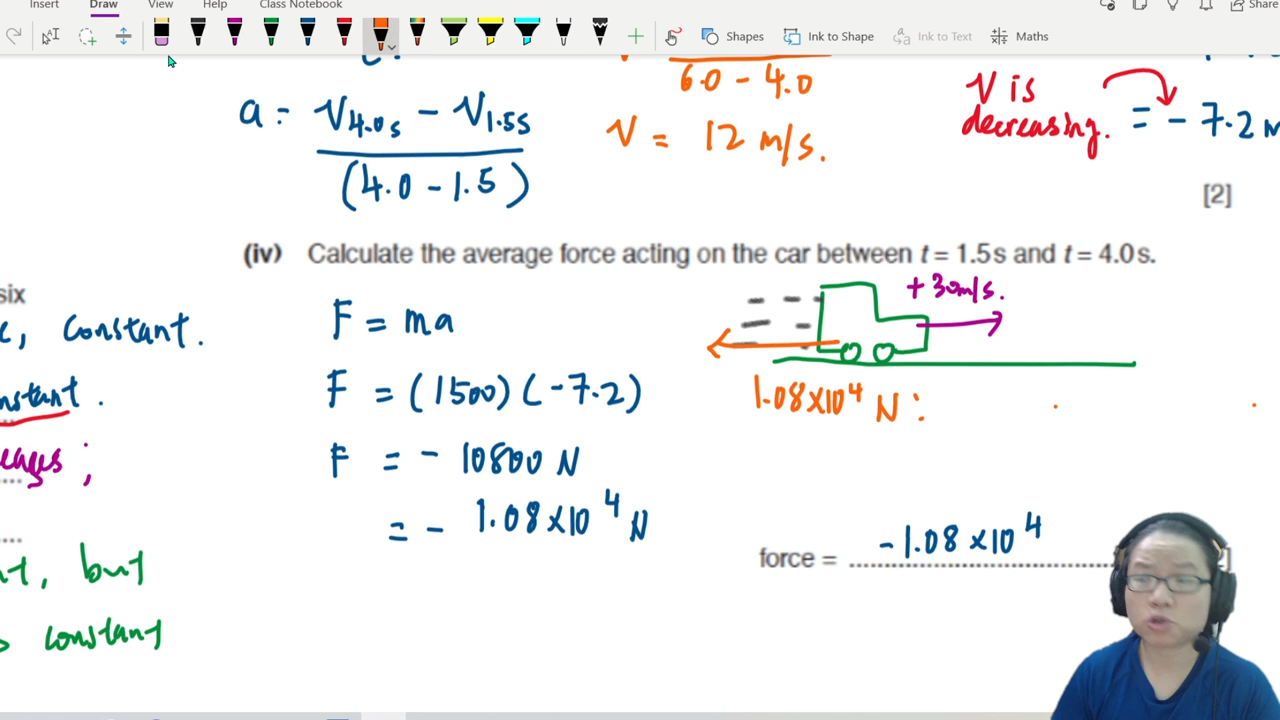 Insert Draw View Help Class Notebook Share
Shapes Ink to Shape Ink to Text Maths
6.0 - 4.0
a = V4.0s - V1.5s
(4.0 - 1.5)
V = 12 m/s.
V is
decreasing.
= - 7.2 m
[2]
(iv) Calculate the average force acting on the car between t = 1.5 s and t = 4.0 s.
six
constant.
F = ma
+30m/s.
F = (1500)(-7.2)
1.08×10⁴ N:
F = - 10800 N
= - 1.08×10⁴ N
but
constant
force = -1.08×10⁴